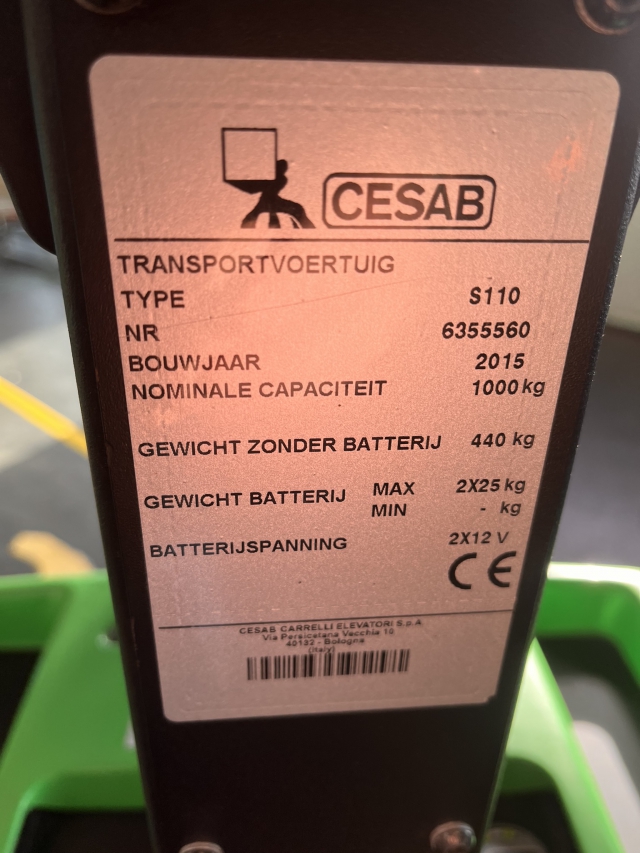 CESAB
TRANSPORTVOERTUIG
TYPE S110
NR 6355560
BOUWJAAR 2015
NOMINALE CAPACITEIT 1000 kg
GEWICHT ZONDER BATTERIJ 440 kg
GEWICHT BATTERIJ MAX 2X25 kg
MIN - kg
BATTERIJSPANNING 2X12 V
CE
CESAB CARRELLI ELEVATORI S.p.A
Via Persicetana Vecchia 10
40132 - Bologna
(Italy)